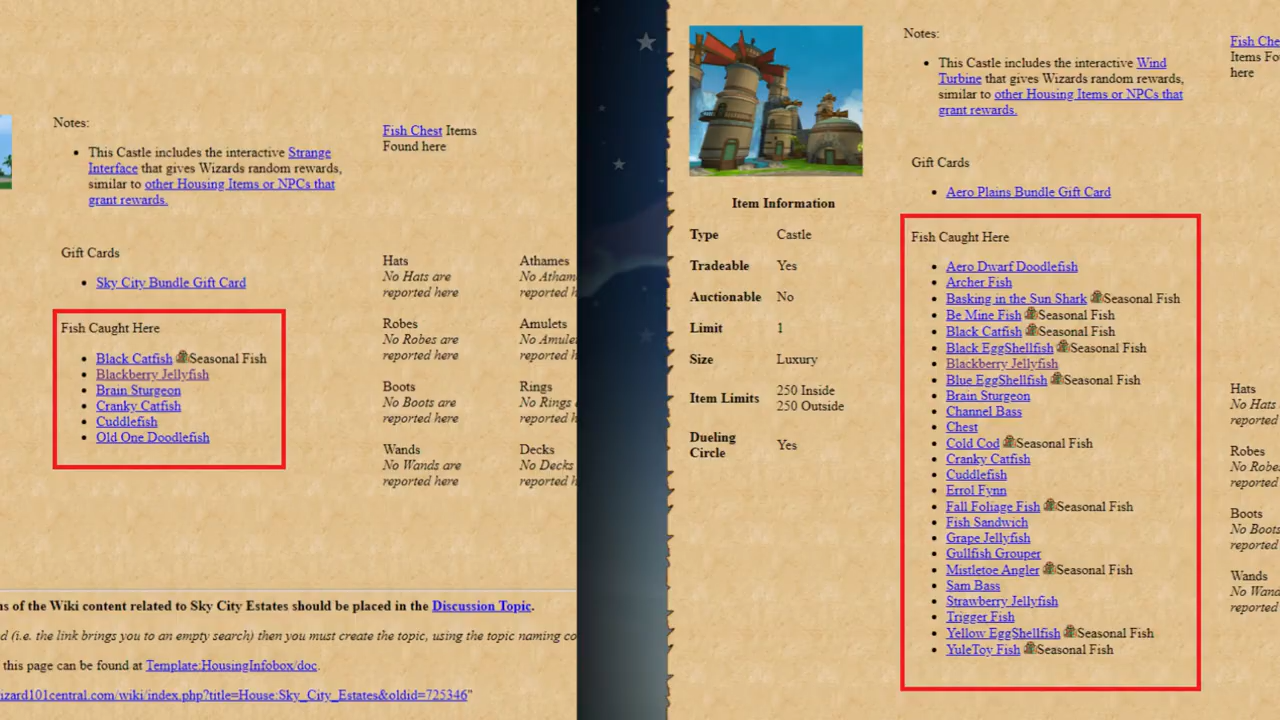 Notes:
This Castle includes the interactive Strange
Interface that gives Wizards random rewards,
similar to other Housing Items or NPCs that
grant rewards.
Fish Chest Items
Found here
Gift Cards
Sky City Bundle Gift Card
Fish Caught Here
Black Catfish Seasonal Fish
Blackberry Jellyfish
Brain Sturgeon
Cranky Catfish
Cuddlefish
Old One Doodlefish
Hats
No Hats are
reported here
Athames
No Atham
reported h
Robes
No Robes are
reported here
Amulets
No Amule
reported h
Boots
No Boots are
reported here
Rings
No Rings
reported h
Wands
No Wands are
reported here
Decks
No Decks
reported h
ns of the Wiki content related to Sky City Estates should be placed in the Discussion Topic.
d (i.e. the link brings you to an empty search) then you must create the topic, using the topic naming co
this page can be found at Template:HousingInfobox/doc.
izard101central.com/wiki/index.php?title=House:Sky_City_Estates&oldid=725346"
Item Information
Type Castle
Tradeable Yes
Auctionable No
Limit 1
Size Luxury
Item Limits 250 Inside
250 Outside
Dueling
Circle Yes
Notes:
This Castle includes the interactive Wind
Turbine that gives Wizards random rewards,
similar to other Housing Items or NPCs that
grant rewards.
Gift Cards
Aero Plains Bundle Gift Card
Fish Caught Here
Aero Dwarf Doodlefish
Archer Fish
Basking in the Sun Shark Seasonal Fish
Be Mine Fish Seasonal Fish
Black Catfish Seasonal Fish
Black EggShellfish Seasonal Fish
Blackberry Jellyfish
Blue EggShellfish Seasonal Fish
Brain Sturgeon
Channel Bass
Chest
Cold Cod Seasonal Fish
Cranky Catfish
Cuddlefish
Errol Fynn
Fall Foliage Fish Seasonal Fish
Fish Sandwich
Grape Jellyfish
Gullfish Grouper
Mistletoe Angler Seasonal Fish
Sam Bass
Strawberry Jellyfish
Trigger Fish
Yellow EggShellfish Seasonal Fish
YuleToy Fish Seasonal Fish
Fish Che
Items Fou
here
Hats
No Hats
reported
Robes
No Robe
reported
Boots
No Boots
reported
Wands
No Wand
reported